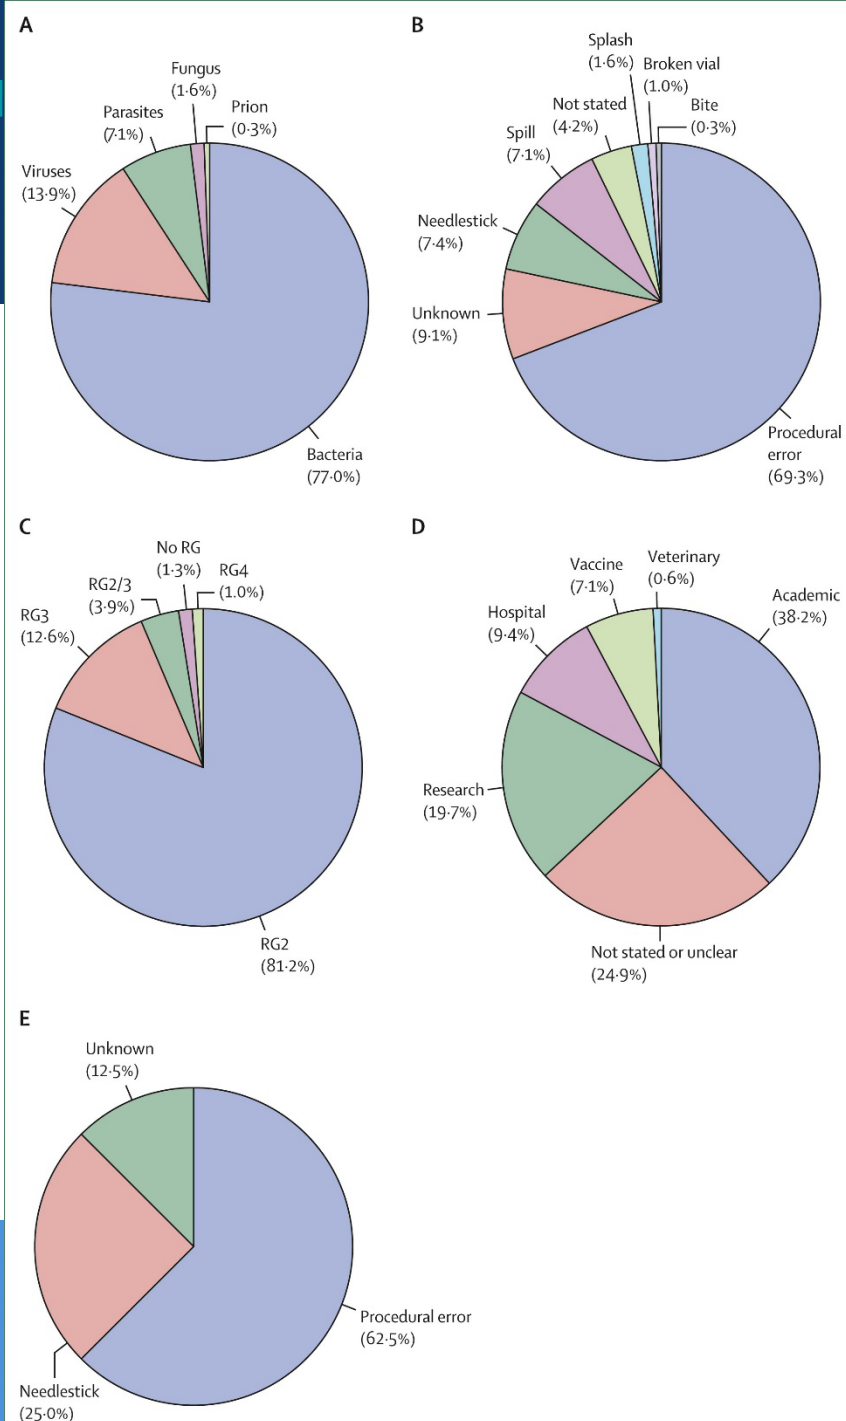 A
Fungus
(1·6%)
Prion
(0·3%)
Parasites
(7·1%)
Viruses
(13·9%)
Bacteria
(77·0%)
B
Splash
(1·6%)
Broken vial
(1·0%)
Not stated
(4·2%)
Bite
(0·3%)
Spill
(7·1%)
Needlestick
(7·4%)
Unknown
(9·1%)
Procedural
error
(69·3%)
C
No RG
(1·3%)
RG4
(1·0%)
RG2/3
(3·9%)
RG3
(12·6%)
RG2
(81·2%)
D
Veterinary
(0·6%)
Vaccine
(7·1%)
Academic
(38·2%)
Hospital
(9·4%)
Research
(19·7%)
Not stated or unclear
(24·9%)
E
Unknown
(12·5%)
Procedural error
(62·5%)
Needlestick
(25·0%)